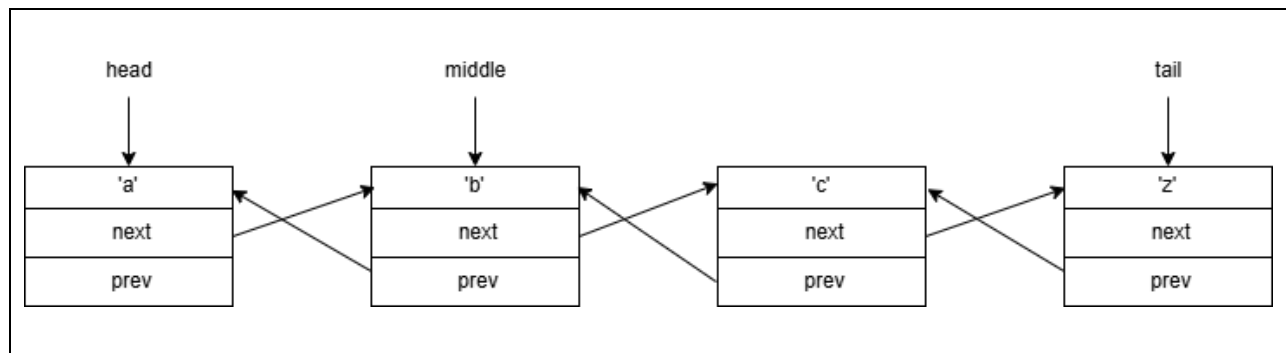 head middle tail
'a' 'b' 'c' 'z'
next next next next
prev prev prev prev